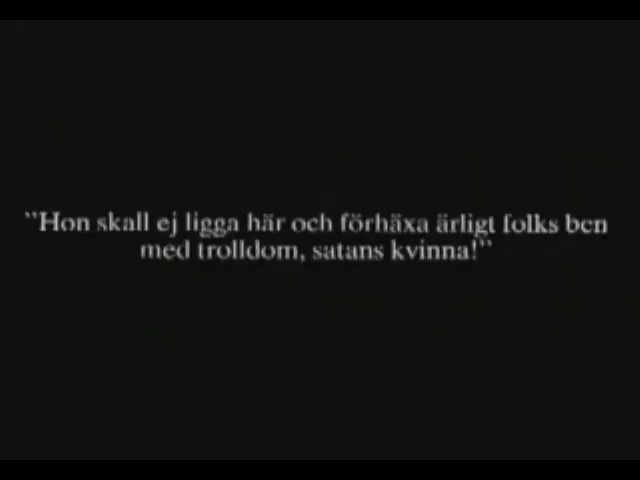 "Hon skall ej ligga här och förhäxa ärligt folks ben
med trolldom, satans kvinna!"